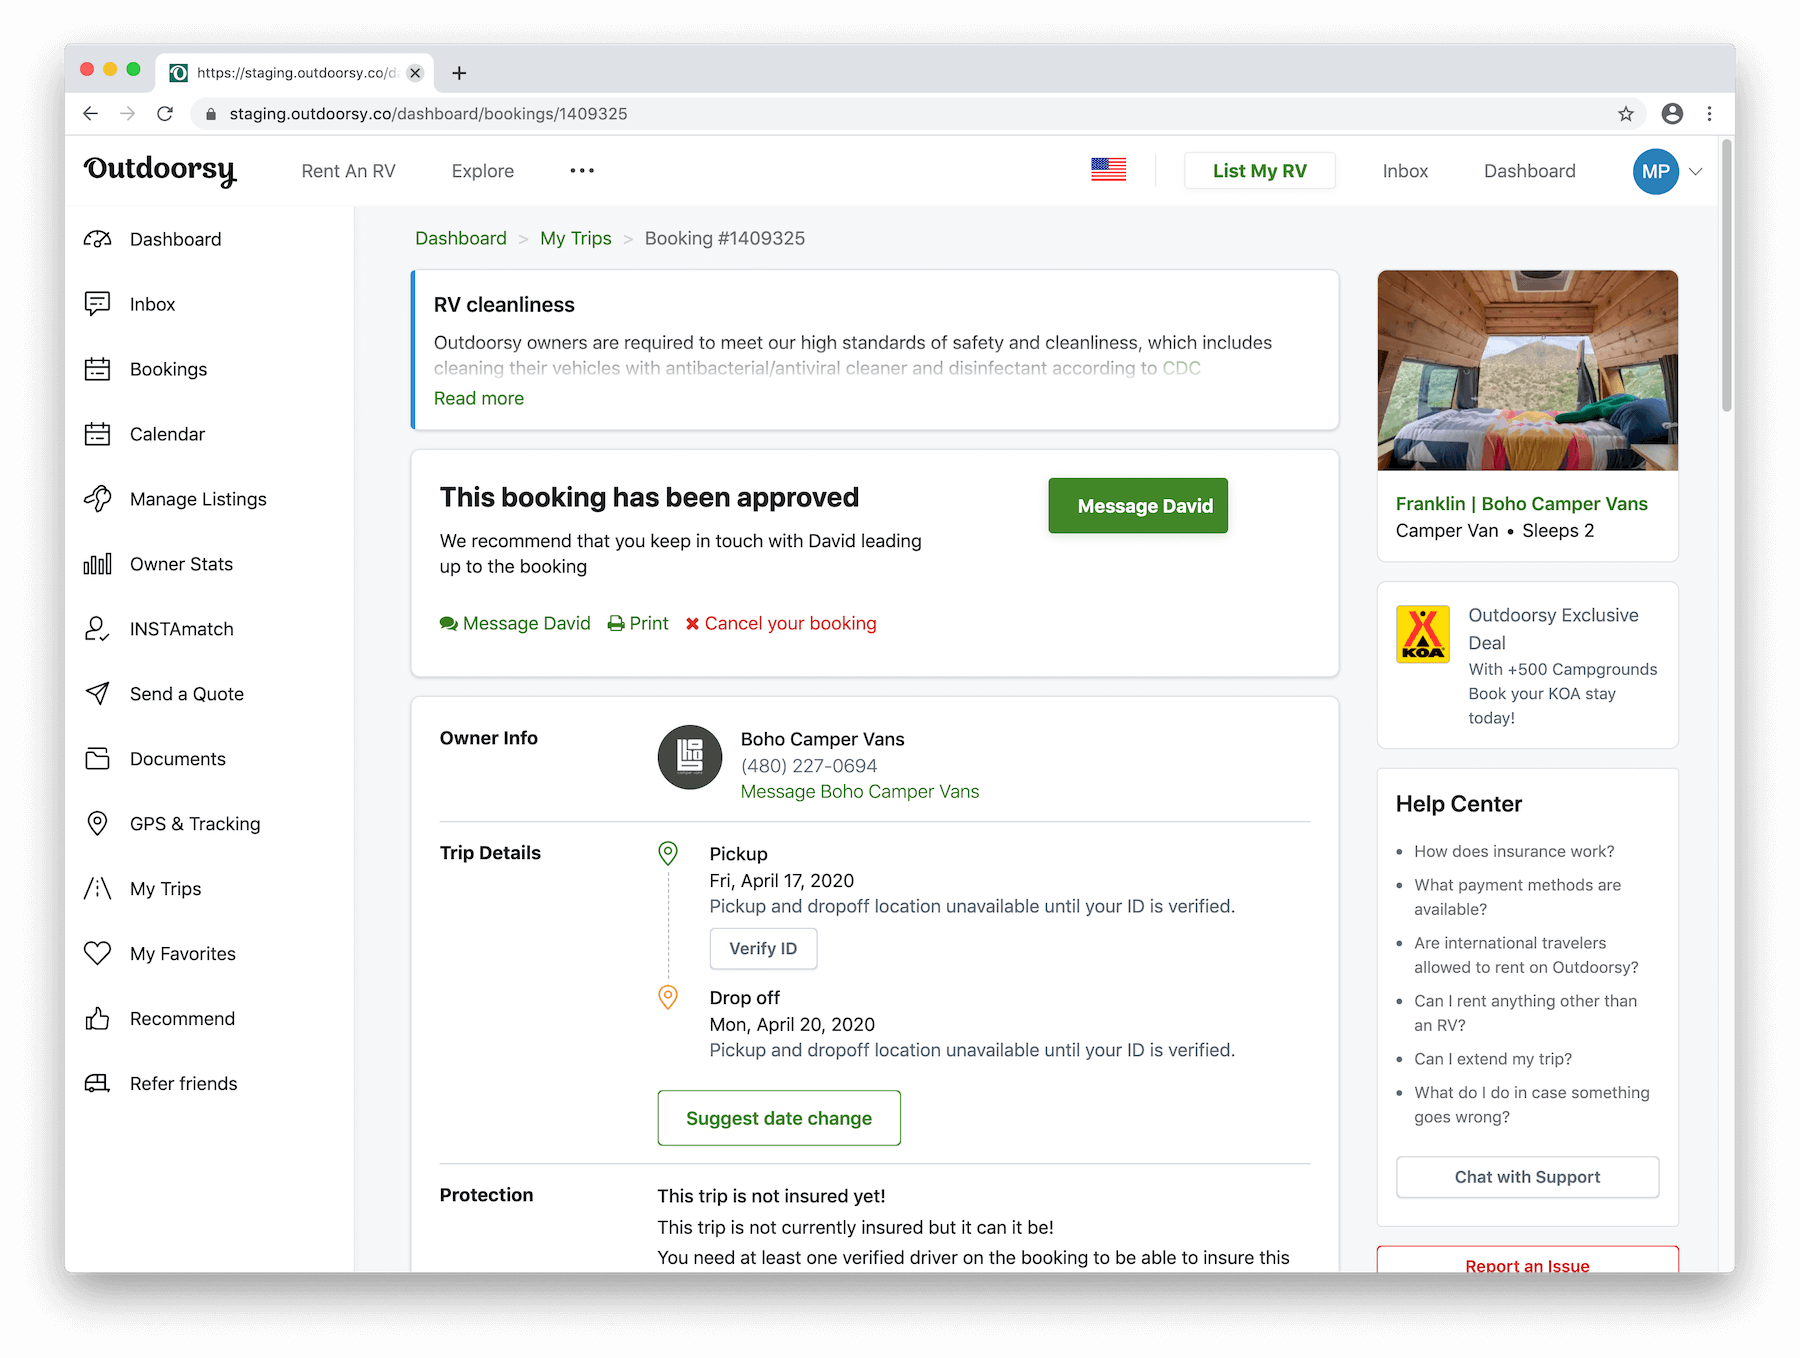 https://staging.outdoorsy.co/d
staging.outdoorsy.co/dashboard/bookings/1409325
Outdoorsy
Rent An RV
Explore
List My RV
Inbox
Dashboard
MP
Dashboard
Inbox
Bookings
Calendar
Manage Listings
Owner Stats
INSTAmatch
Send a Quote
Documents
GPS & Tracking
My Trips
My Favorites
Recommend
Refer friends
Dashboard > My Trips > Booking #1409325
RV cleanliness
Outdoorsy owners are required to meet our high standards of safety and cleanliness, which includes
cleaning their vehicles with antibacterial/antiviral cleaner and disinfectant according to CDC
Read more
This booking has been approved
We recommend that you keep in touch with David leading
up to the booking
Message David
Message David
Print
Cancel your booking
Owner Info
Boho Camper Vans
(480) 227-0694
Message Boho Camper Vans
Trip Details
Pickup
Fri, April 17, 2020
Pickup and dropoff location unavailable until your ID is verified.
Verify ID
Drop off
Mon, April 20, 2020
Pickup and dropoff location unavailable until your ID is verified.
Suggest date change
Protection
This trip is not insured yet!
This trip is not currently insured but it can it be!
You need at least one verified driver on the booking to be able to insure this
Franklin | Boho Camper Vans
Camper Van • Sleeps 2
KOA
Outdoorsy Exclusive
Deal
With +500 Campgrounds
Book your KOA stay
today!
Help Center
• How does insurance work?
• What payment methods are
available?
• Are international travelers
allowed to rent on Outdoorsy?
• Can I rent anything other than
an RV?
• Can I extend my trip?
• What do I do in case something
goes wrong?
Chat with Support
Report an Issue